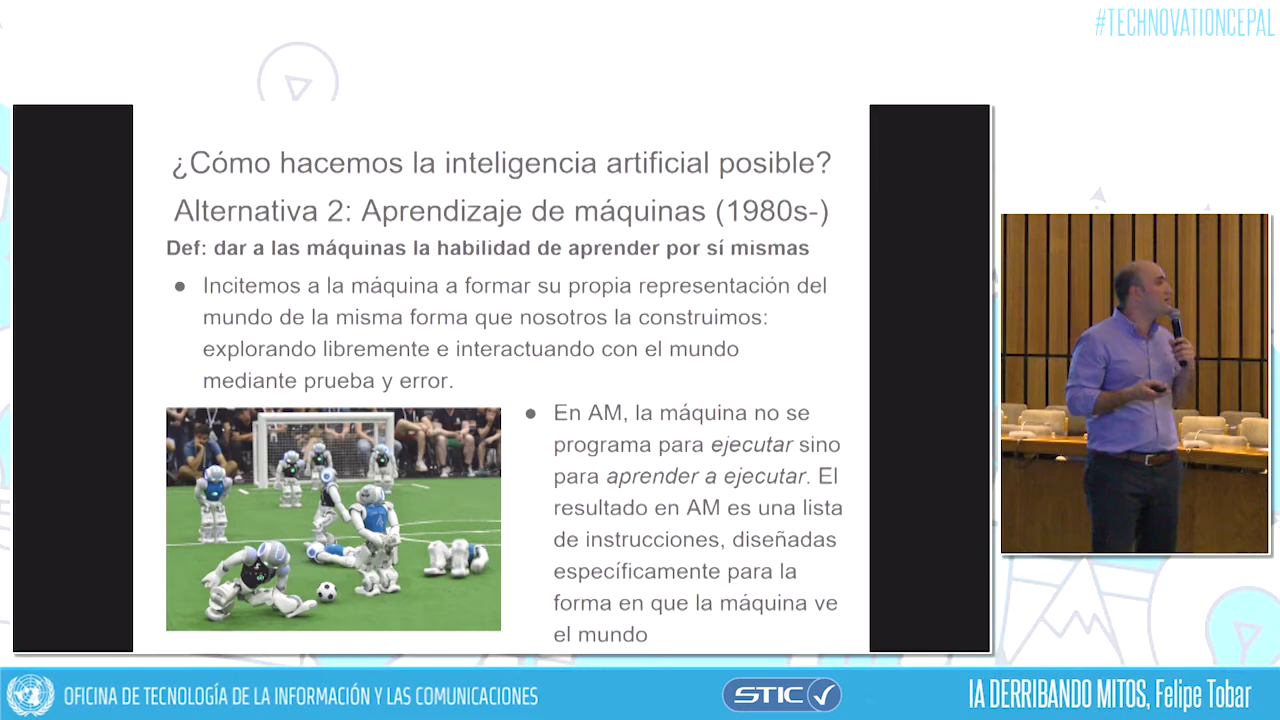 #TECHNOVATIONCEPAL
¿Cómo hacemos la inteligencia artificial posible?
Alternativa 2: Aprendizaje de máquinas (1980s-)
Def: dar a las máquinas la habilidad de aprender por sí mismas
● Incitemos a la máquina a formar su propia representación del
mundo de la misma forma que nosotros la construimos:
explorando libremente e interactuando con el mundo
mediante prueba y error.
● En AM, la máquina no se
programa para ejecutar sino
para aprender a ejecutar. El
resultado en AM es una lista
de instrucciones, diseñadas
específicamente para la
forma en que la máquina ve
el mundo
OFICINA DE TECNOLOGÍA DE LA INFORMACIÓN Y LAS COMUNICACIONES
STIC
IA DERRIBANDO MITOS, Felipe Tobar